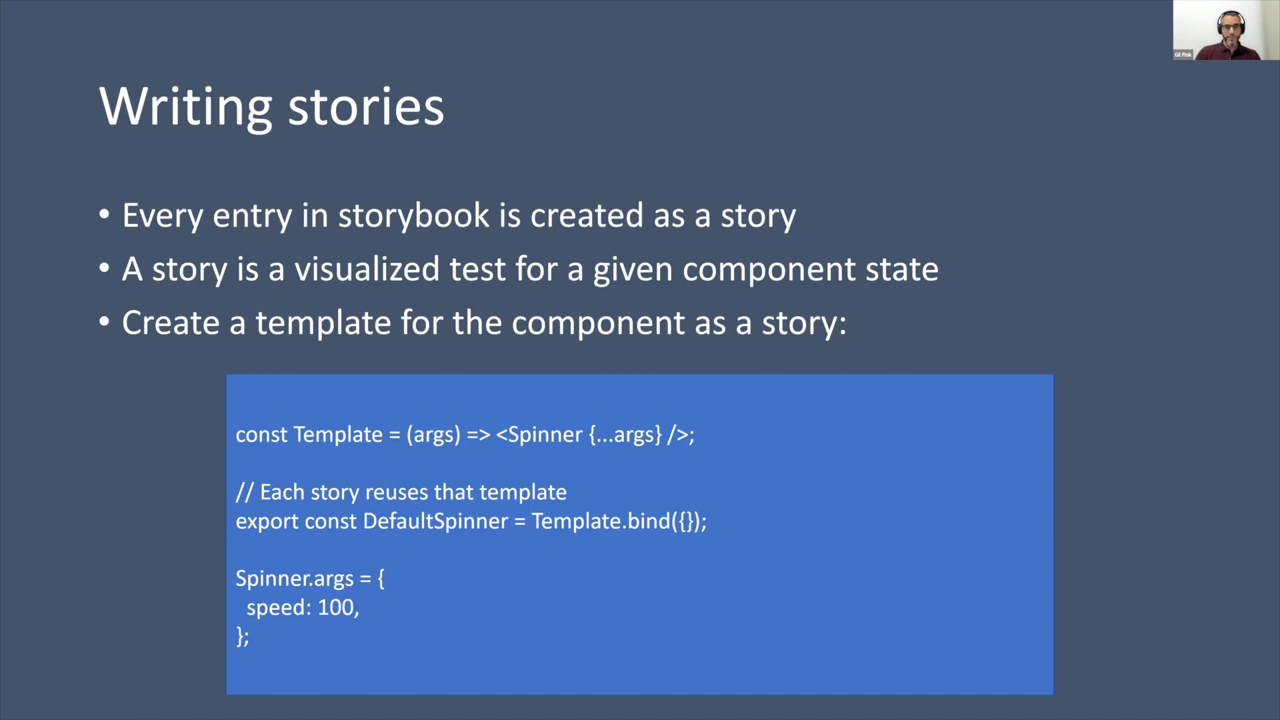 Gil Fink
Writing stories
• Every entry in storybook is created as a story
• A story is a visualized test for a given component state
• Create a template for the component as a story:
const Template = (args) => <Spinner {...args} />;
// Each story reuses that template
export const DefaultSpinner = Template.bind({});
Spinner.args = {
speed: 100,
};